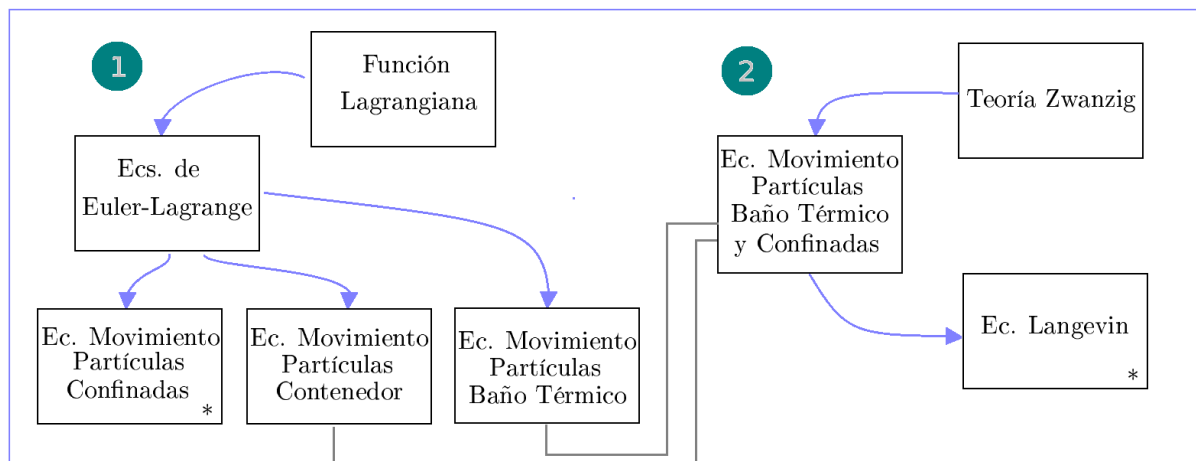 1
Función
Lagrangiana
Ecs. de
Euler-Lagrange
Ec. Movimiento
Partículas
Confinadas
*
Ec. Movimiento
Partículas
Contenedor
Ec. Movimiento
Partículas
Baño Térmico
2
Teoría Zwanzig
Ec. Movimiento
Partículas
Baño Térmico
y Confinadas
Ec. Langevin
*